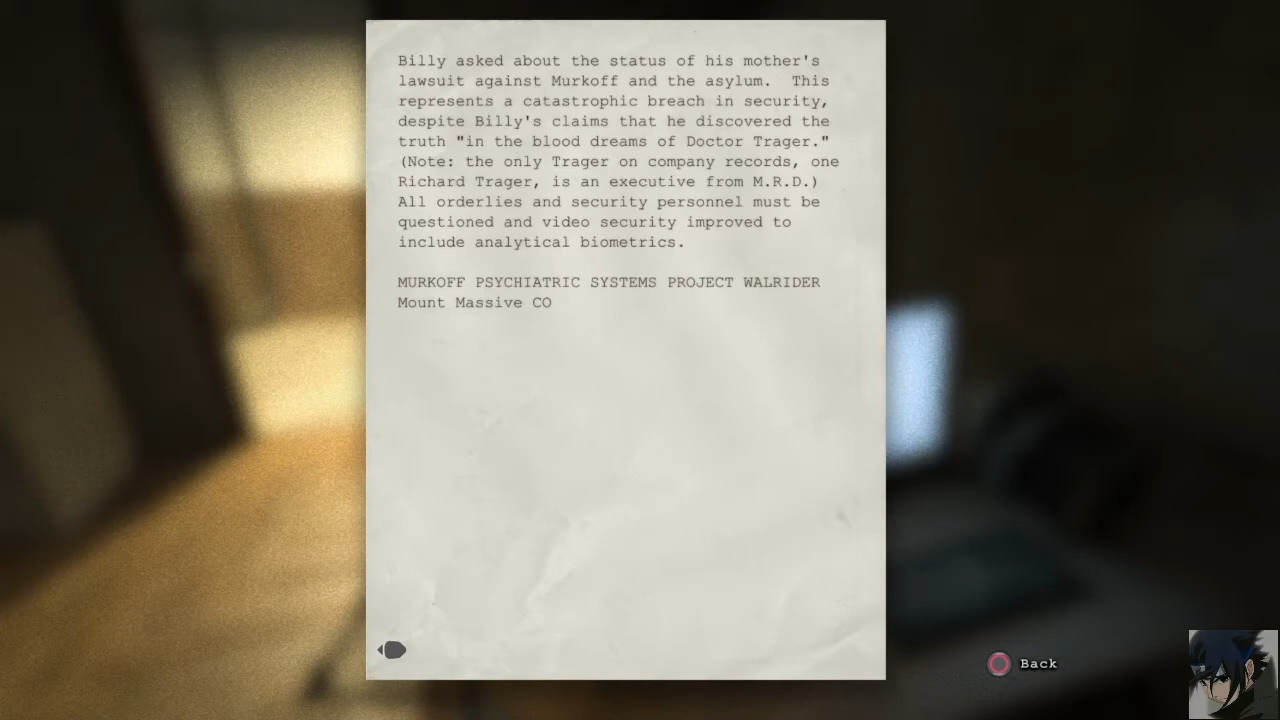 Billy asked about the status of his mother's
lawsuit against Murkoff and the asylum.  This
represents a catastrophic breach in security,
despite Billy's claims that he discovered the
truth "in the blood dreams of Doctor Trager."
(Note: the only Trager on company records, one
Richard Trager, is an executive from M.R.D.)
All orderlies and security personnel must be
questioned and video security improved to
include analytical biometrics.

MURKOFF PSYCHIATRIC SYSTEMS PROJECT WALRIDER
Mount Massive CO
Back